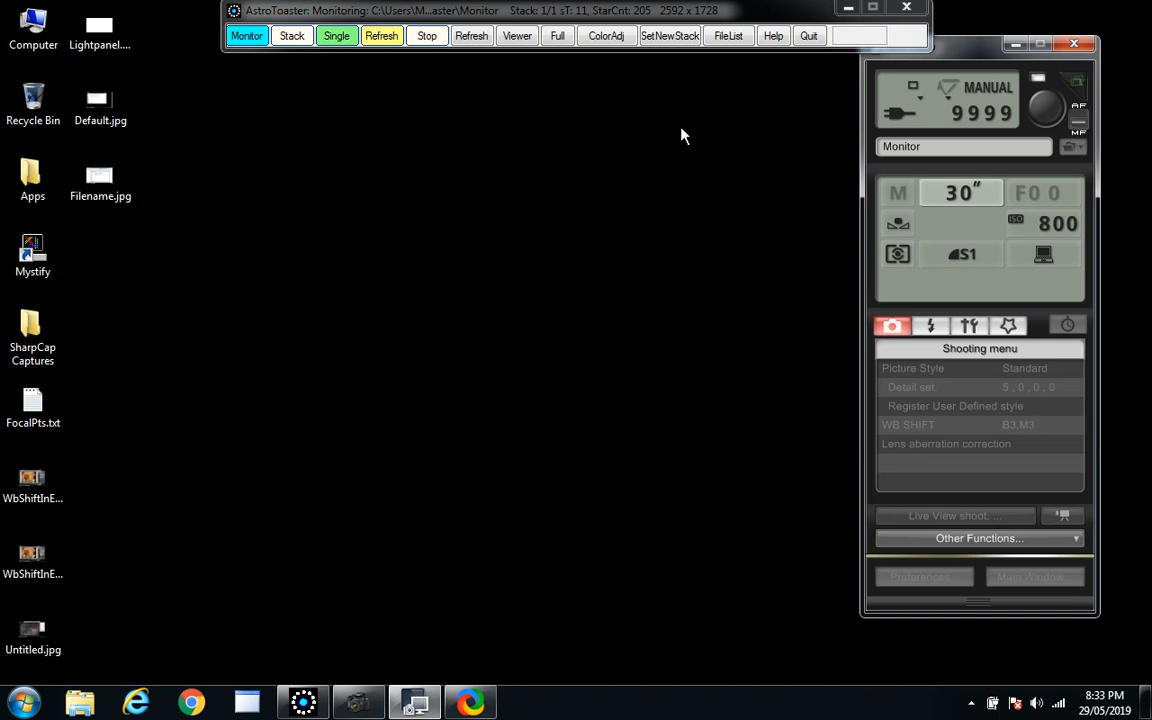 AstroToaster: Monitoring: C:\Users\M...aster\Monitor Stack: 1/1 sT: 11, StarCnt: 205 2592 x 1728
Monitor Stack Single Refresh Stop Refresh Viewer Full ColorAdj SetNewStack FileList Help Quit
Computer
Lightpanel....
Recycle Bin
Default.jpg
Apps
Filename.jpg
Mystify
SharpCap Captures
FocalPts.txt
WbShiftInE...
WbShiftInE...
Untitled.jpg
MANUAL
9999
AF
MF
Monitor
M 30" F00
ISO 800
S1
Shooting menu
Picture Style Standard
Detail set. 5 , 0 , 0 , 0
Register User Defined style
WB SHIFT B3,M3
Lens aberration correction
Live View shoot. ...
Other Functions...
Preferences... Main Window...
8:33 PM
29/05/2019